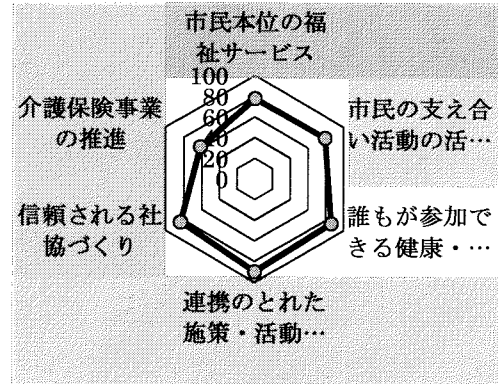 市民本位の福
祉サービス
100
80
60
40
20
0
市民の支え合
い活動の活…
誰もが参加で
きる健康・…
連携のとれた
施策・活動…
信頼される社
協づくり
介護保険事業
の推進